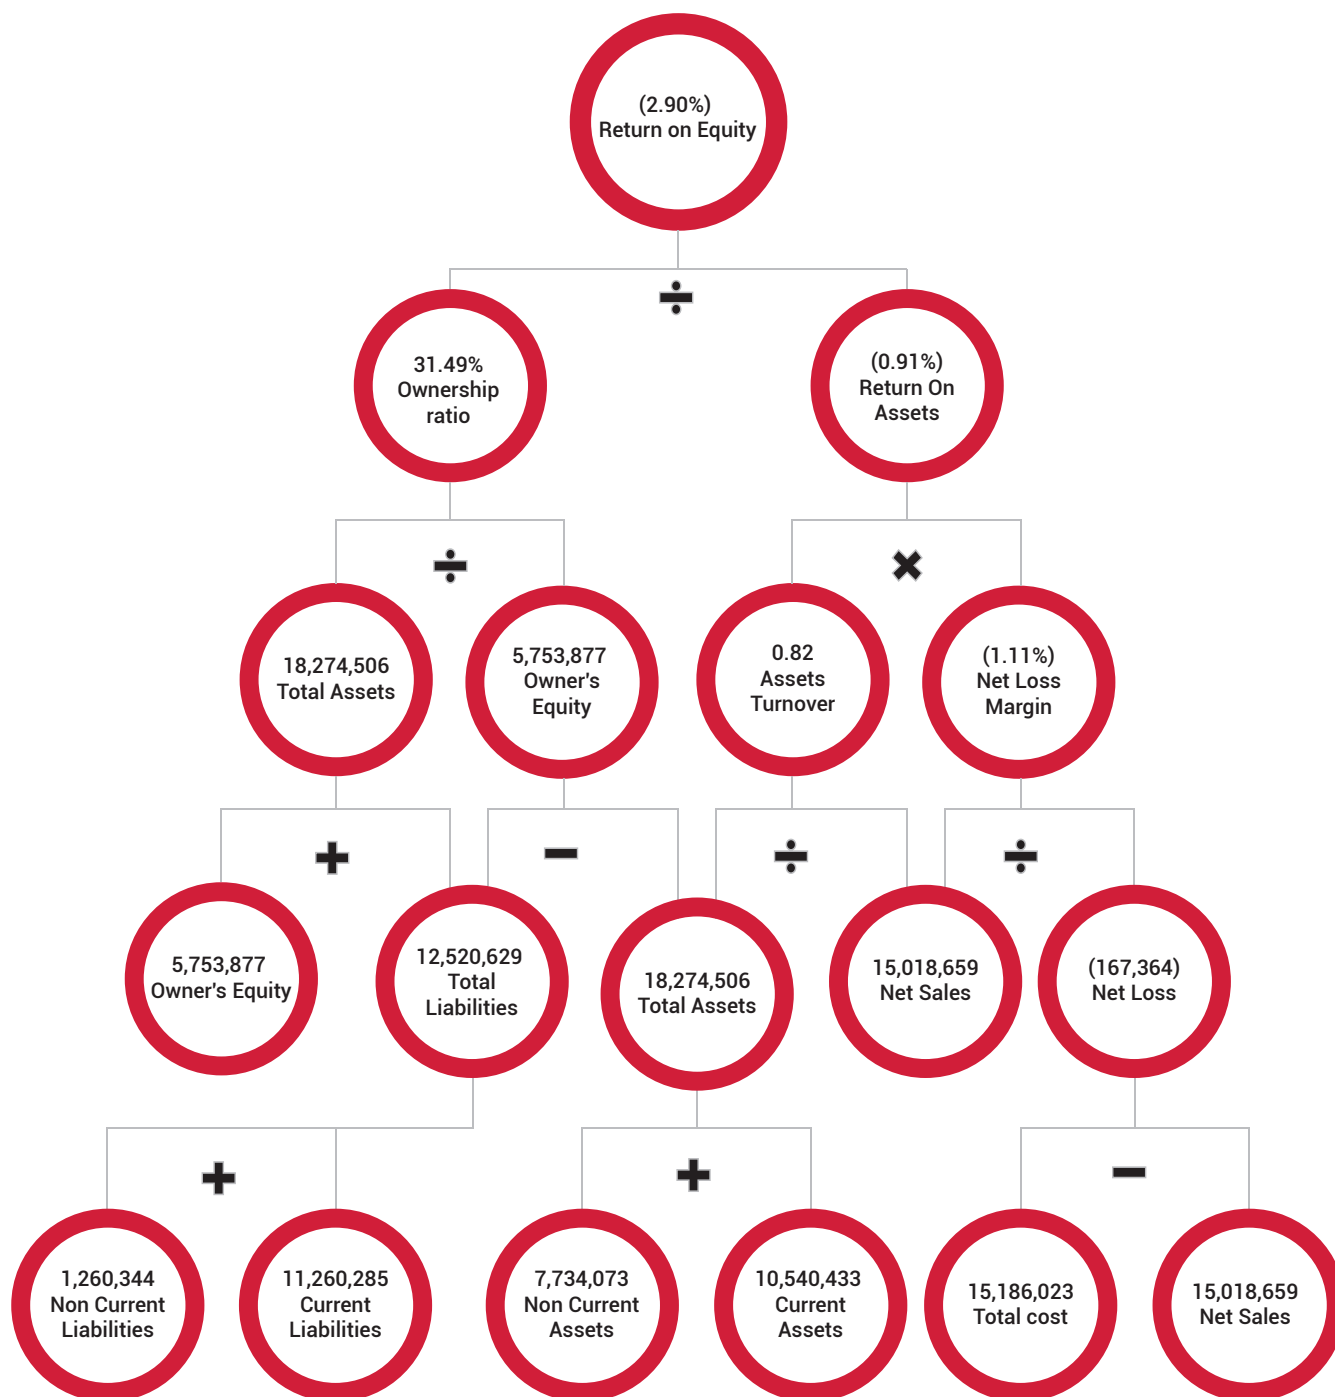 (2.90%)
Return on Equity
÷
31.49%
Ownership
ratio
(0.91%)
Return On
Assets
÷
×
18,274,506
Total Assets
5,753,877
Owner's
Equity
0.82
Assets
Turnover
(1.11%)
Net Loss
Margin
+
−
÷
÷
5,753,877
Owner's Equity
12,520,629
Total
Liabilities
18,274,506
Total Assets
15,018,659
Net Sales
(167,364)
Net Loss
+
+
−
1,260,344
Non Current
Liabilities
11,260,285
Current
Liabilities
7,734,073
Non Current
Assets
10,540,433
Current
Assets
15,186,023
Total cost
15,018,659
Net Sales